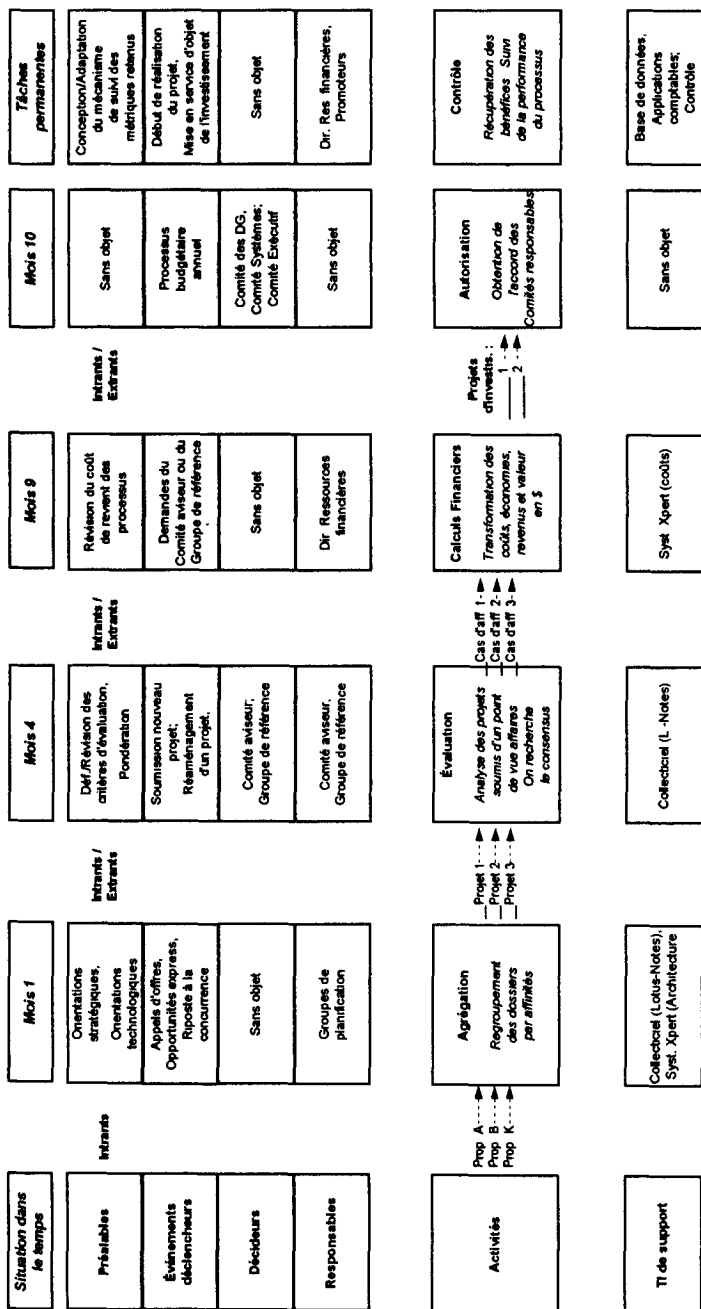 Situation dans
le temps
Mois 1
Mois 4
Mois 9
Mois 10
Tâches
permanentes
Préalables
Intrants
Orientations
stratégiques,
Orientations
technologiques
Intrants /
Extrants
Déf./Révision des
critères d'évaluation,
Pondération
Intrants /
Extrants
Révision du coût
de revient des
processus
Intrants /
Extrants
Sans objet
Conception/Adaptation
du mécanisme
de suivi des
métriques retenus
Événements
déclencheurs
Appels d'offres,
Opportunités express,
Riposte à la
concurrence
Soumission nouveau
projet;
Réaménagement
d'un projet,
Demandes du
Comité aviseur ou du
Groupe de référence
Processus
budgétaire
annuel
Début de réalisation
du projet,
Mise en service d'objet
de l'investissement
Décideurs
Sans objet
Comité aviseur;
Groupe de référence
Sans objet
Comité des DG,
Comité Systèmes;
Comité Exécutif
Sans objet
Responsables
Groupes de
planification
Comité aviseur,
Groupe de référence
Dir Ressources
financières
Sans objet
Dir. Res financières,
Promoteurs
Activités
Prop A
Prop B
Prop K
Agrégation
Regroupement
des dossiers
par affinités
Projet 1
Projet 2
Projet 3
Évaluation
Analyse des projets
soumis d'un point
de vue affaires
On recherche
le consensus
Cas d'aff 1
Cas d'aff 2
Cas d'aff 3
Calculs Financiers
Transformation des
coûts, économies,
revenus et valeur
en $
Projets
d'investis. :
1
2
Autorisation
Obtention de
l'accord des
Comités responsables
Contrôle
Récupération des
bénéfices Suivi
de la performance
du processus
TI de support
Collecticiel (Lotus-Notes),
Syst. Xpert (Architecture
Collecticiel (L -Notes)
Syst Xpert (coûts)
Sans objet
Base de données,
Applications
comptables;
Contrôle